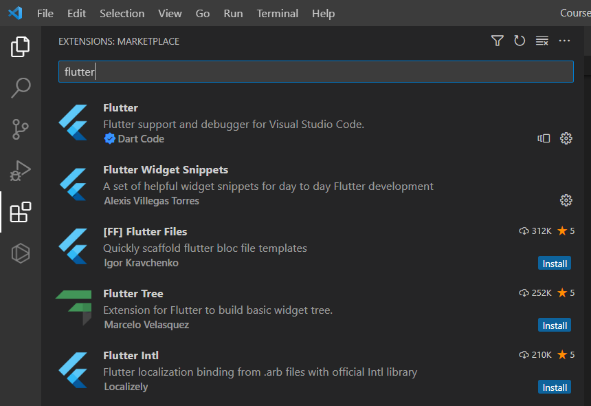 File Edit Selection View Go Run Terminal Help Course
EXTENSIONS: MARKETPLACE
flutter
Flutter
Flutter support and debugger for Visual Studio Code.
Dart Code
Flutter Widget Snippets
A set of helpful widget snippets for day to day Flutter development
Alexis Villegas Torres
[FF] Flutter Files 312K 5
Quickly scaffold flutter bloc file templates
Igor Kravchenko Install
Flutter Tree 252K 5
Extension for Flutter to build basic widget tree.
Marcelo Velasquez Install
Flutter Intl 210K 5
Flutter localization binding from .arb files with official Intl library
Localizely Install